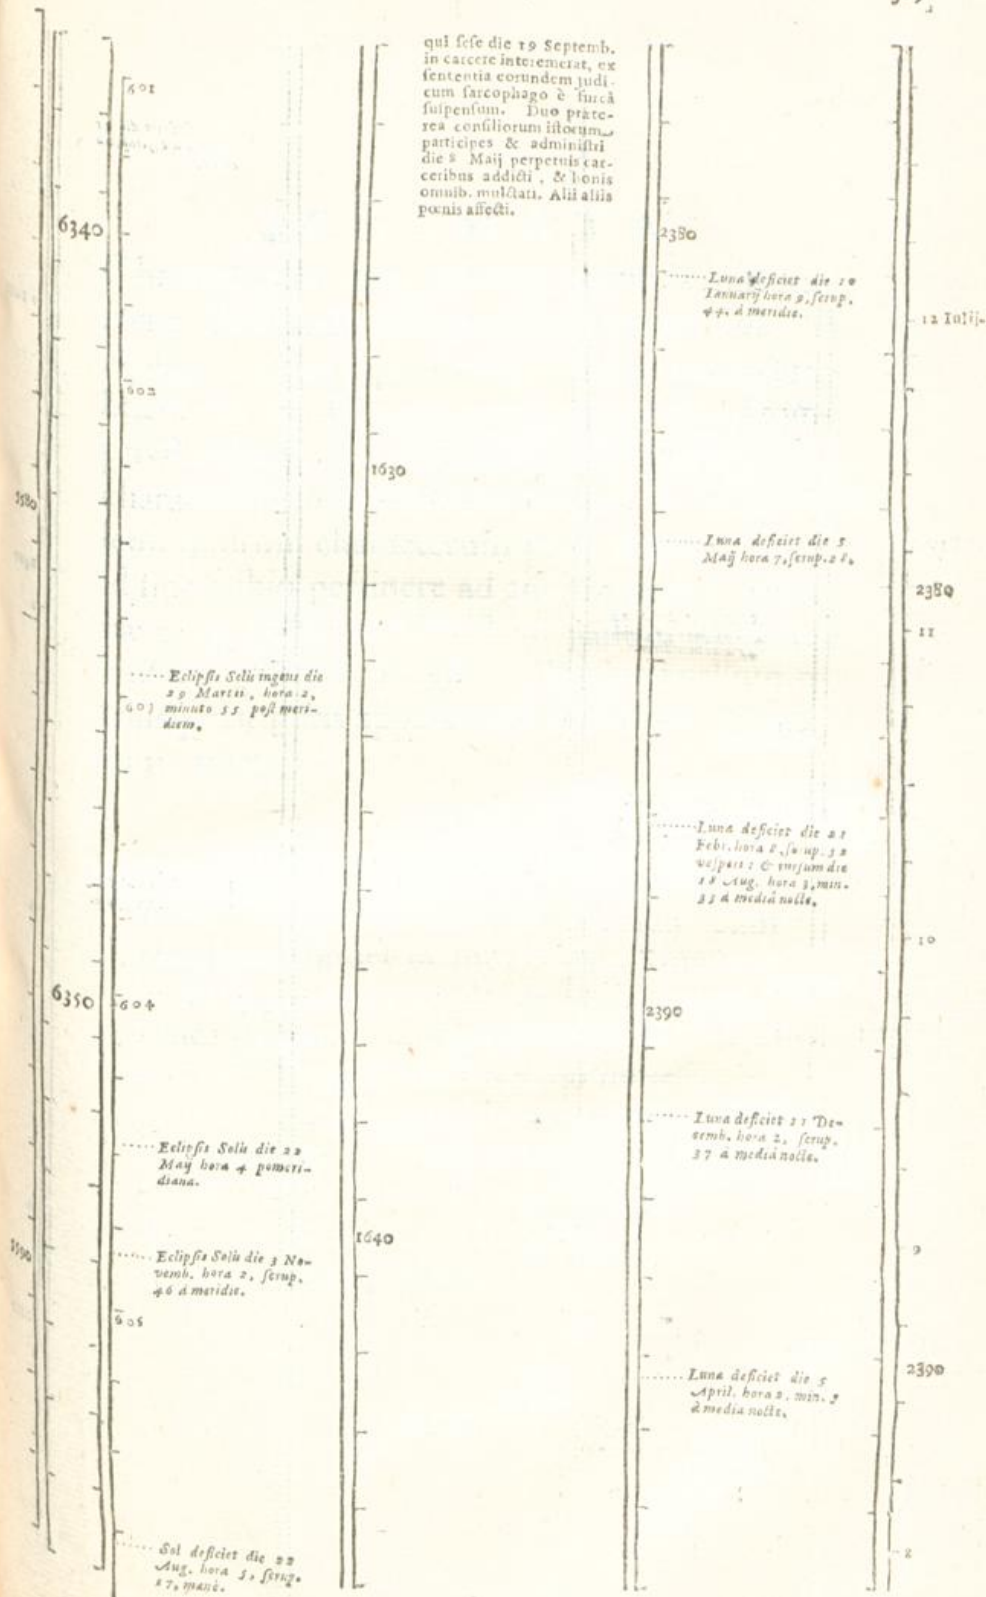 qui sese die 19 Septemb.
in carcere interemerat, ex
sententia eorundem judi-
cum sarcophago è furcâ
suspensum. Duo præte-
rea consiliorum istorum
participes & administri
die 8 Maij perpetuis car-
ceribus addicti, & bonis
omnib. mulctati. Alii aliis
pœnis affecti.
601
6340
602
3580
Eclipsis Solis ingens die
29 Martii, hora 2,
603
minuto 55 post meri-
diem.
6350
604
Eclipsis Solis die 22
Maij hora 4 pomeri-
diana.
3590
Eclipsis Solis die 3 No-
vemb. hora 2, scrup.
46 à meridie.
605
Sol deficiet die 22
Aug. hora 5, scrup.
17, manè.
1630
1640
2380
Luna deficiet die 10
Ianuarij hora 9, scrup.
44. à meridie.
Luna deficiet die 5
Maij hora 7, scrup. 28.
Luna deficiet die 21
Febr. hora 8, scrup. 32
vesperi: & rursum die
18 Aug. hora 3, min.
33 à mediâ nocte.
2390
Luna deficiet De-
cemb. hora 2, scrup.
37 à mediâ nocte.
Luna deficiet die 5
April. hora 2. min.
à media nocte.
12 Iulij.
2380
11
10
9
2390
8